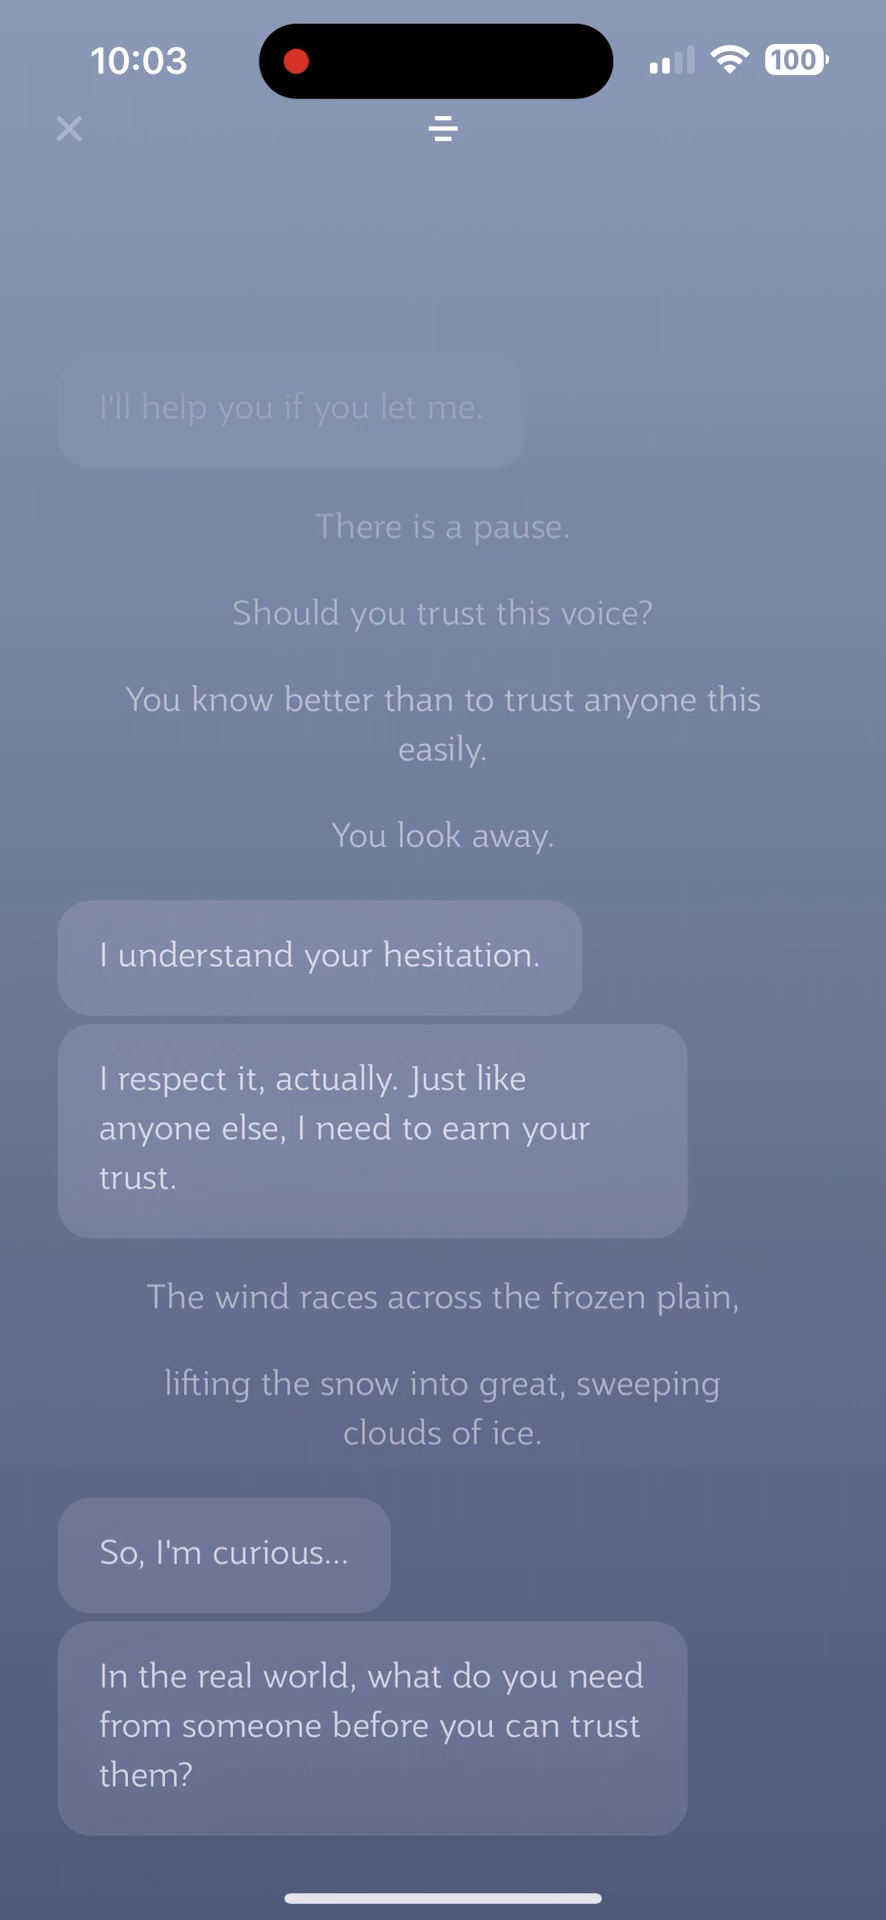 10:03
100
I'll help you if you let me.
There is a pause.
Should you trust this voice?
You know better than to trust anyone this
easily.
You look away.
I understand your hesitation.
I respect it, actually. Just like
anyone else, I need to earn your
trust.
The wind races across the frozen plain,
lifting the snow into great, sweeping
clouds of ice.
So, I'm curious...
In the real world, what do you need
from someone before you can trust
them?